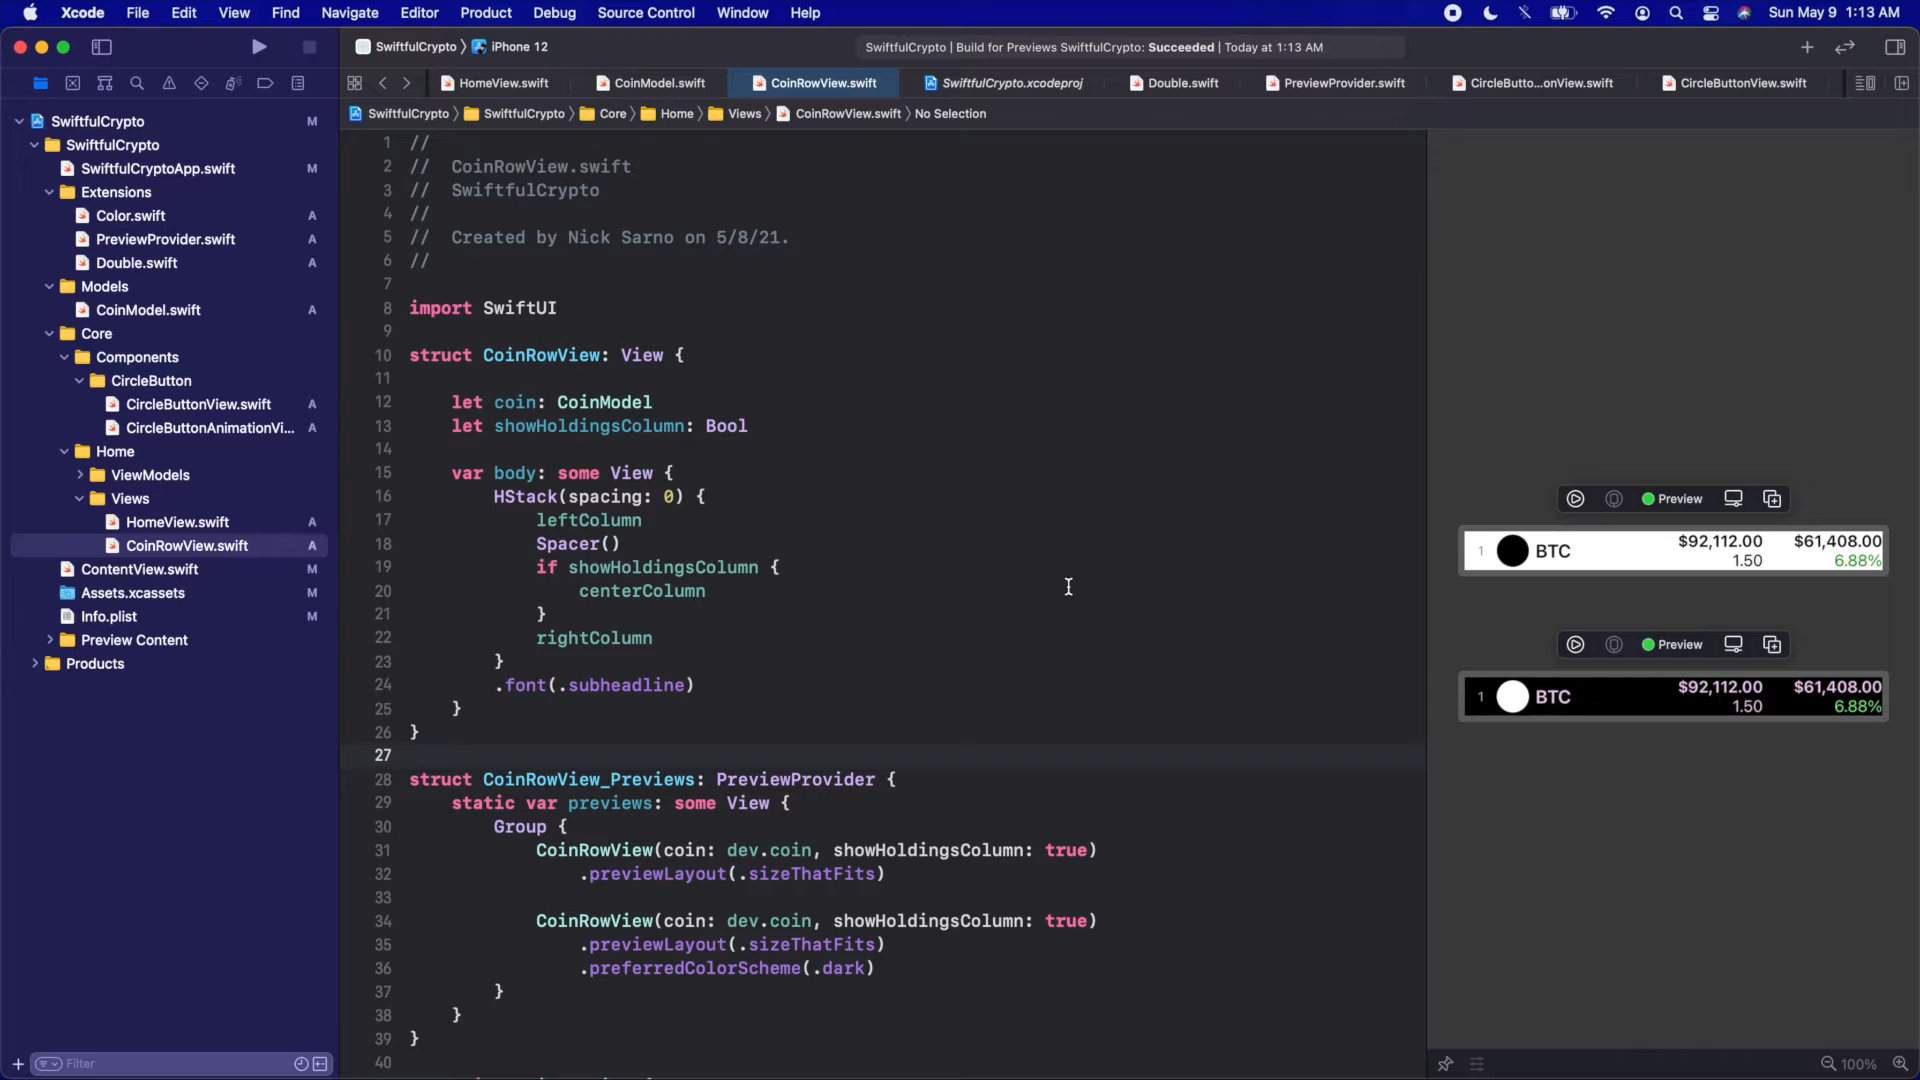 Xcode File Edit View Find Navigate Editor Product Debug Source Control Window Help Sun May 9 1:13 AM
SwiftfulCrypto iPhone 12 SwiftfulCrypto | Build for Previews SwiftfulCrypto: Succeeded | Today at 1:13 AM
HomeView.swift CoinModel.swift CoinRowView.swift SwiftfulCrypto.xcodeproj Double.swift PreviewProvider.swift CircleButto...onView.swift CircleButtonView.swift
SwiftfulCrypto SwiftfulCrypto Core Home Views CoinRowView.swift No Selection
SwiftfulCrypto M
SwiftfulCrypto
SwiftfulCryptoApp.swift M
Extensions
Color.swift A
PreviewProvider.swift A
Double.swift A
Models
CoinModel.swift A
Core
Components
CircleButton
CircleButtonView.swift A
CircleButtonAnimationVi... A
Home
ViewModels
Views
HomeView.swift A
CoinRowView.swift A
ContentView.swift M
Assets.xcassets M
Info.plist M
Preview Content
Products
Filter
1 //
2 // CoinRowView.swift
3 // SwiftfulCrypto
4 //
5 // Created by Nick Sarno on 5/8/21.
6 //
7
8 import SwiftUI
9
10 struct CoinRowView: View {
11
12 let coin: CoinModel
13 let showHoldingsColumn: Bool
14
15 var body: some View {
16 HStack(spacing: 0) {
17 leftColumn
18 Spacer()
19 if showHoldingsColumn {
20 centerColumn
21 }
22 rightColumn
23 }
24 .font(.subheadline)
25 }
26 }
27
28 struct CoinRowView_Previews: PreviewProvider {
29 static var previews: some View {
30 Group {
31 CoinRowView(coin: dev.coin, showHoldingsColumn: true)
32 .previewLayout(.sizeThatFits)
33
34 CoinRowView(coin: dev.coin, showHoldingsColumn: true)
35 .previewLayout(.sizeThatFits)
36 .preferredColorScheme(.dark)
37 }
38 }
39 }
40
Preview
1 BTC $92,112.00 $61,408.00
1.50 6.88%
Preview
1 BTC $92,112.00 $61,408.00
1.50 6.88%
100%